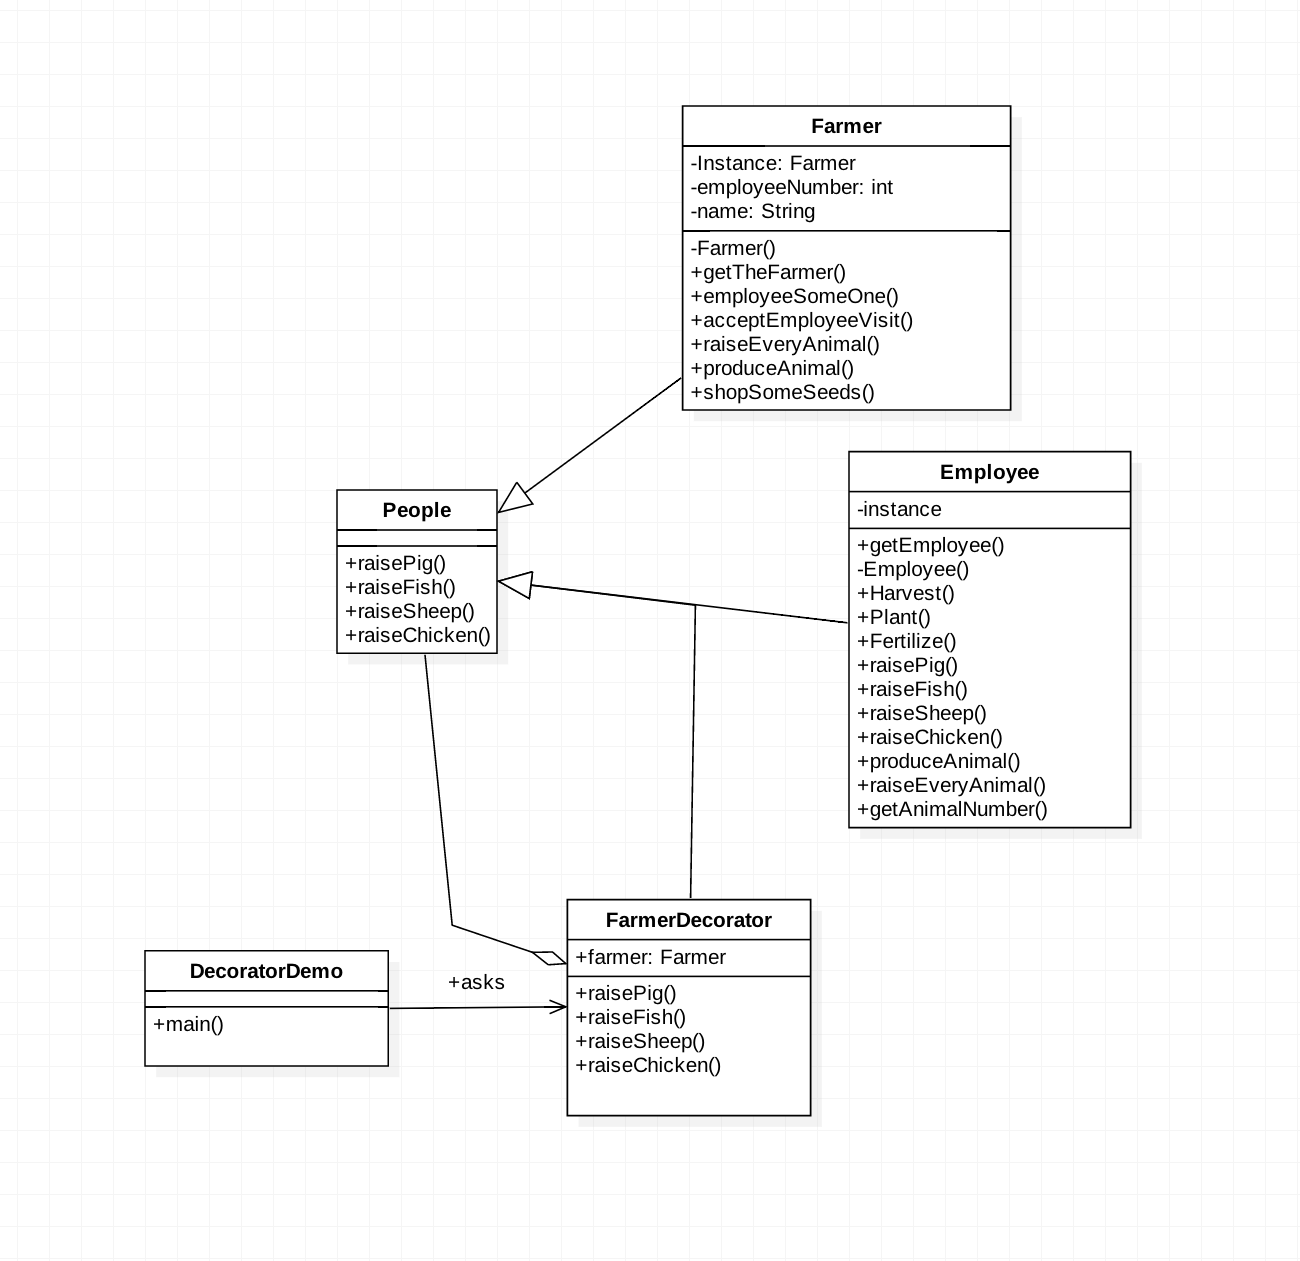 Farmer
-Instance: Farmer
-employeeNumber: int
-name: String
-Farmer()
+getTheFarmer()
+employeeSomeOne()
+acceptEmployeeVisit()
+raiseEveryAnimal()
+produceAnimal()
+shopSomeSeeds()
People
+raisePig()
+raiseFish()
+raiseSheep()
+raiseChicken()
Employee
-instance
+getEmployee()
-Employee()
+Harvest()
+Plant()
+Fertilize()
+raisePig()
+raiseFish()
+raiseSheep()
+raiseChicken()
+produceAnimal()
+raiseEveryAnimal()
+getAnimalNumber()
DecoratorDemo
+main()
+asks
FarmerDecorator
+farmer: Farmer
+raisePig()
+raiseFish()
+raiseSheep()
+raiseChicken()